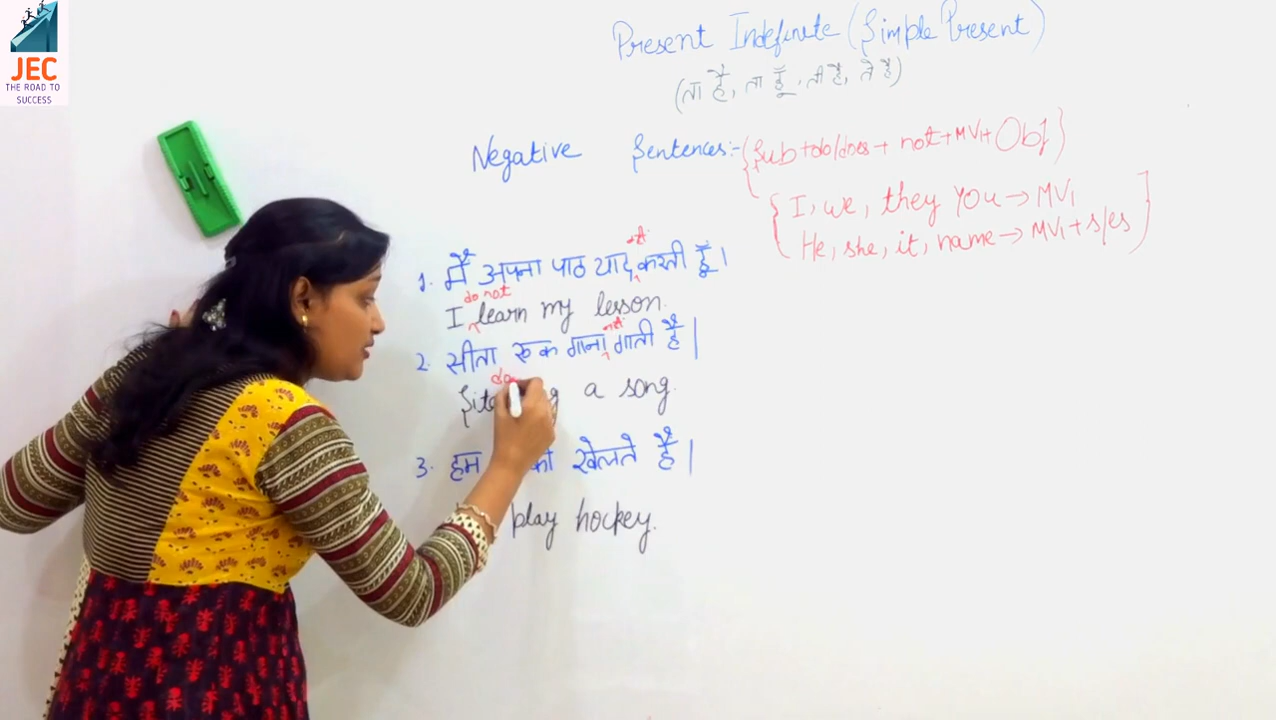 JEC
THE ROAD TO
SUCCESS
Present Indefinite (Simple Present)
(ता है, ता हूँ, ती है, ते है)
Negative Sentences:- {Sub+do/does + not+MV1+ Obj}
{I, we, they You → MV1
He, she, it, name → MV1 + s/es}
नहीं
1. मैं अपना पाठ याद करती हूँ।
do not
I learn my lesson.
नहीं
2. सीता एक गाना गाती है।
do
a song.
3. हम खेलते है।
play hockey.